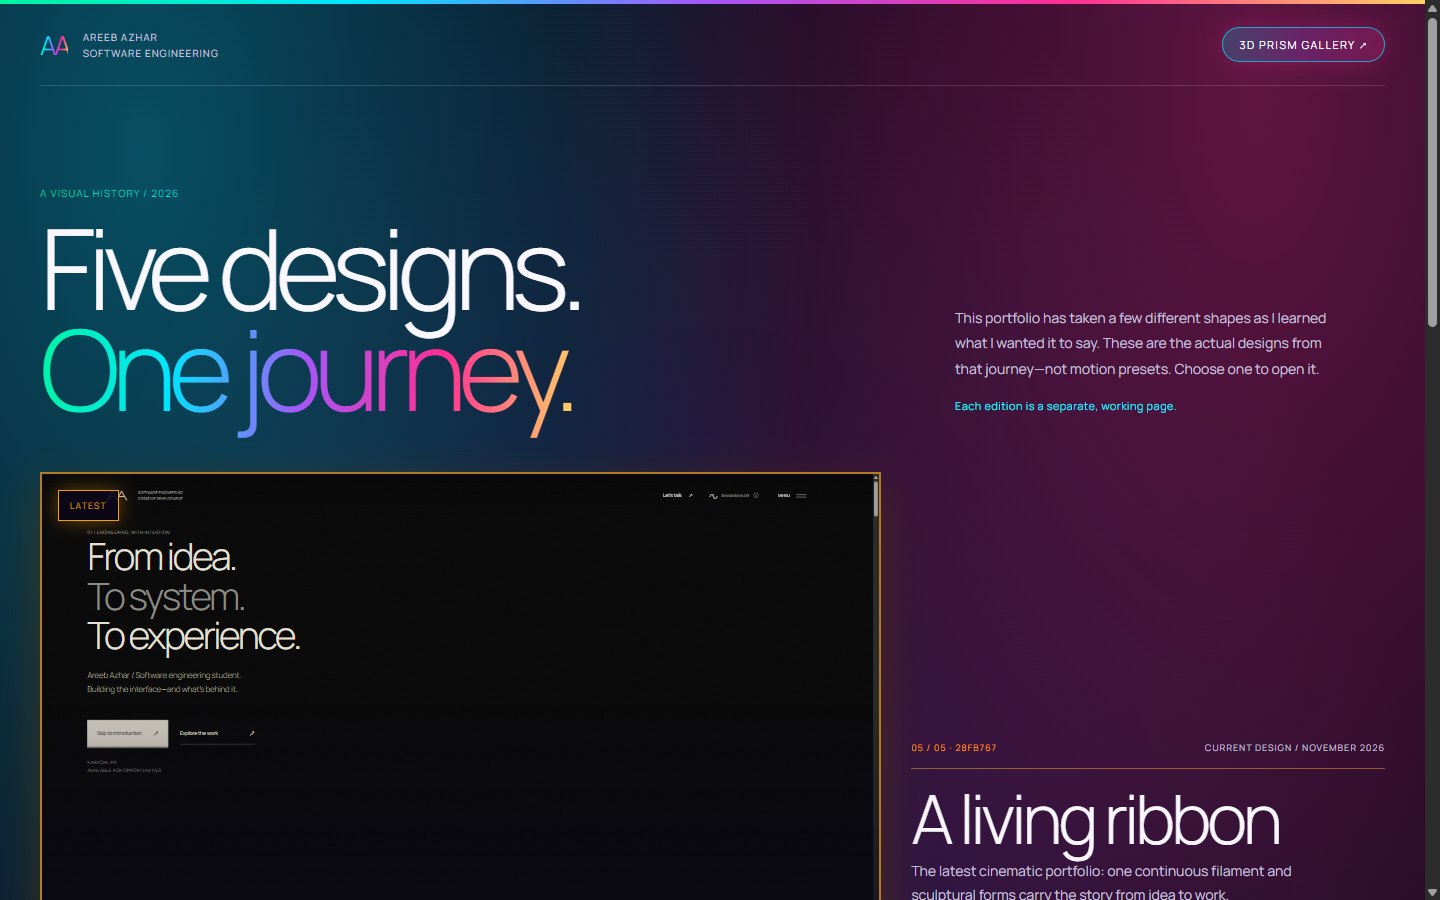 AA
AREEB AZHAR
SOFTWARE ENGINEERING
3D PRISM GALLERY ↗
A VISUAL HISTORY / 2026
Five designs.
One journey.
This portfolio has taken a few different shapes as I learned
what I wanted it to say. These are the actual designs from
that journey—not motion presets. Choose one to open it.
Each edition is a separate, working page.
LATEST
SOFTWARE ENGINEERING
Let's talk ↗
Animations off
MENU
01 / ENGINEERING, WITH INTENTION
From idea.
To system.
To experience.
Areeb Azhar / Software engineering student.
Building the interface—and what's behind it.
Skip to introduction ↗
Explore the work ↗
KARACHI, PK
AVAILABLE FOR OPPORTUNITIES
05 / 05 · 28FB767
CURRENT DESIGN / NOVEMBER 2026
A living ribbon
The latest cinematic portfolio: one continuous filament and
sculptural forms carry the story from idea to work.